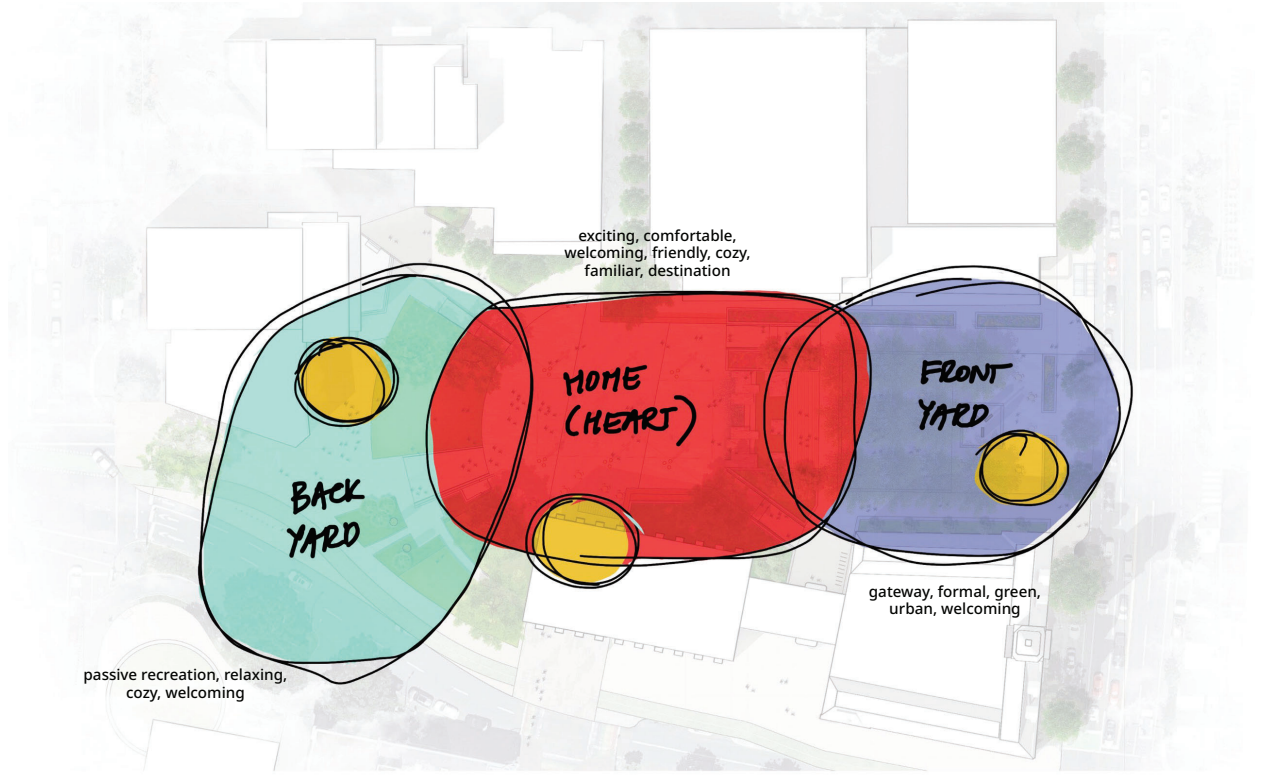 exciting, comfortable,
welcoming, friendly, cozy,
familiar, destination
HOME
(HEART)
FRONT
YARD
BACK
YARD
gateway, formal, green,
urban, welcoming
passive recreation, relaxing,
cozy, welcoming